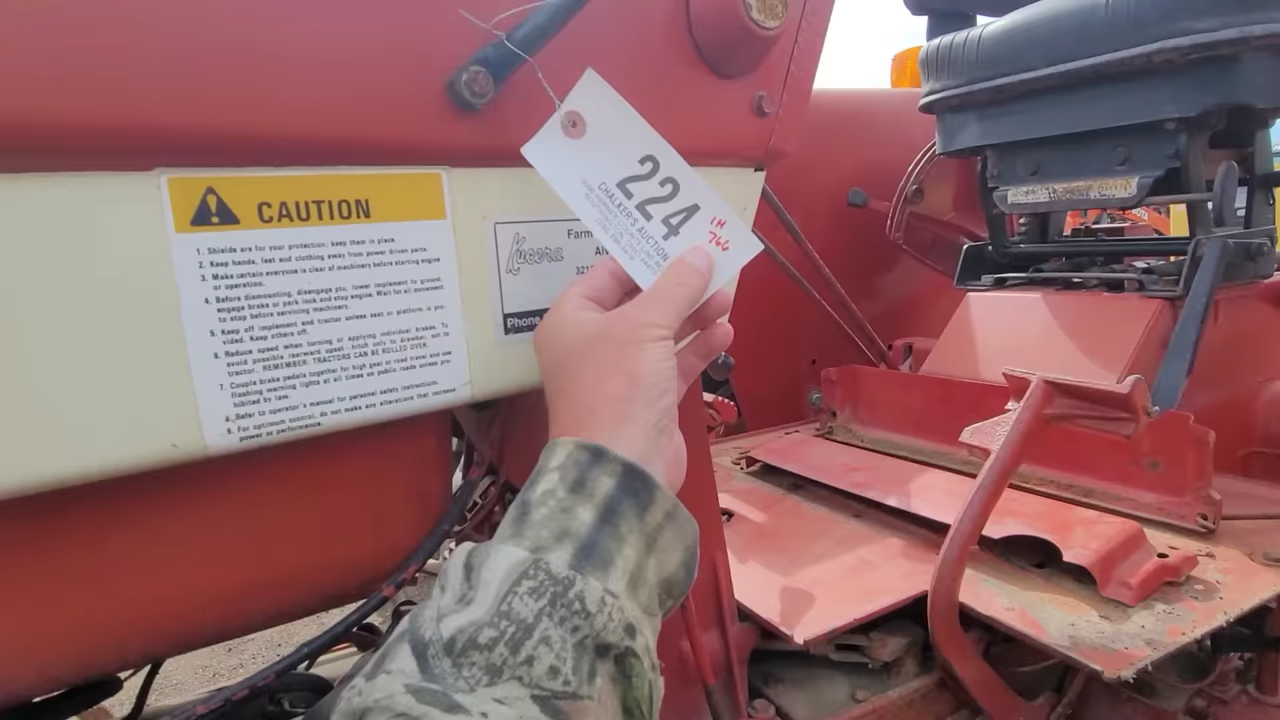 CAUTION
1. Shields are for your protection; keep them in place.
2. Keep hands, feet and clothing away from power driven parts.
3. Make certain everyone is clear of machinery before starting engine
or operation.
4. Before dismounting, disengage pto, lower implement to ground,
engage brake or park lock and stop engine. Wait for all movement
to stop before servicing machinery.
5. Keep off implement and tractor unless seat or platform is pro-
vided. Keep others off.
6. Reduce speed when turning or applying individual brakes. To
avoid possible rearward upset - hitch only to drawbar, not to
tractor. REMEMBER: TRACTORS CAN BE ROLLED OVER.
7. Couple brake pedals together for high gear or road travel and use
flashing warning lights at all times on public roads unless pro-
hibited by law.
8. Refer to operator's manual for personal safety instructions.
9. For optimum control, do not make any alterations that increase
power or performance.
Kucera
Farm
321
Phone
224
CHALKER'S AUCTION
IH
766
KUBOTA